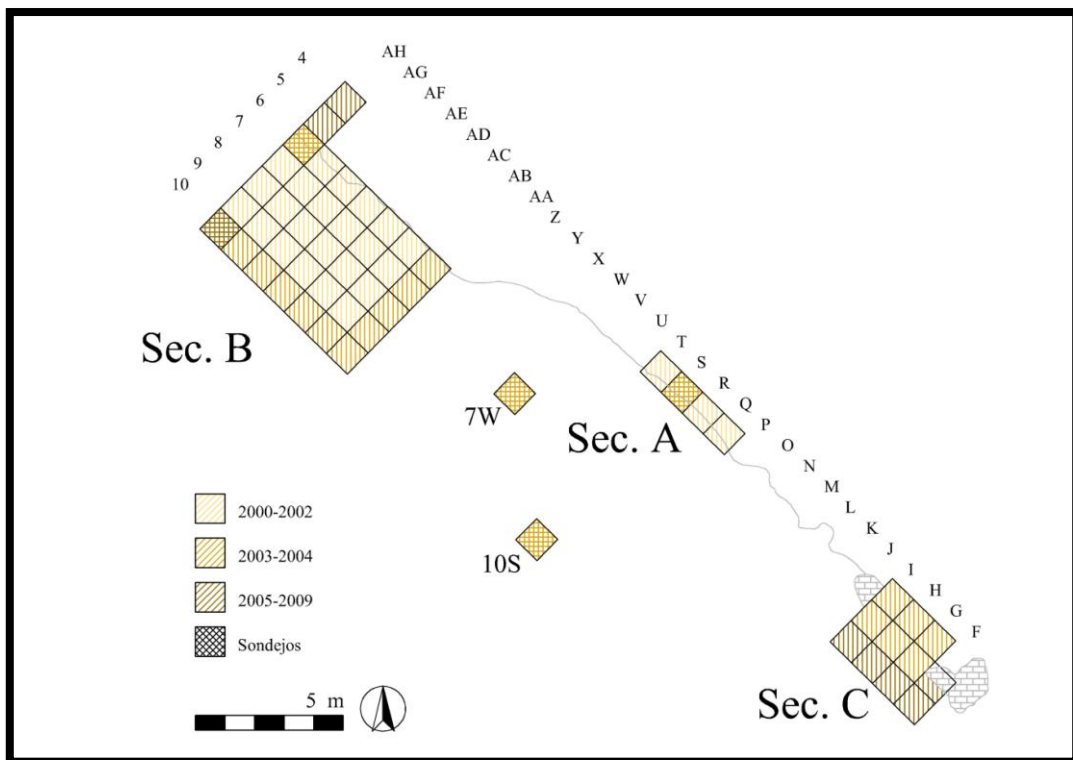 4
5
6
7
8
9
10
AH
AG
AF
AE
AD
AC
AB
AA
Z
Y
X
W
V
U
T
S
R
Q
P
O
N
M
L
K
J
I
H
G
F
Sec. B
7W
Sec. A
10S
Sec. C
2000-2002
2003-2004
2005-2009
Sondejos
5 m